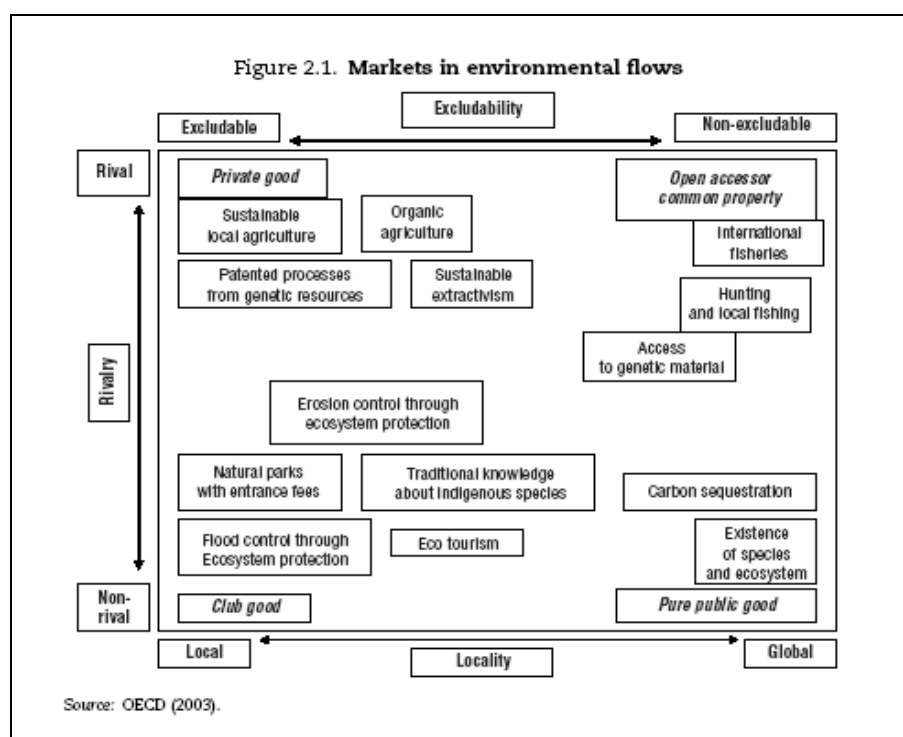 Figure 2.1. Markets in environmental flows
Excludability
Excludable
Non-excludable
Rival
Private good
Open accessor
common property
Sustainable
local agriculture
Organic
agriculture
International
fisheries
Patented processes
from genetic resources
Sustainable
extractivism
Hunting
and local fishing
Access
to genetic material
Rivalry
Erosion control through
ecosystem protection
Natural parks
with entrance fees
Traditional knowledge
about indigenous species
Carbon sequestration
Flood control through
Ecosystem protection
Eco tourism
Existence
of species
and ecosystem
Non-
rival
Club good
Pure public good
Local
Locality
Global
Source: OECD (2003).